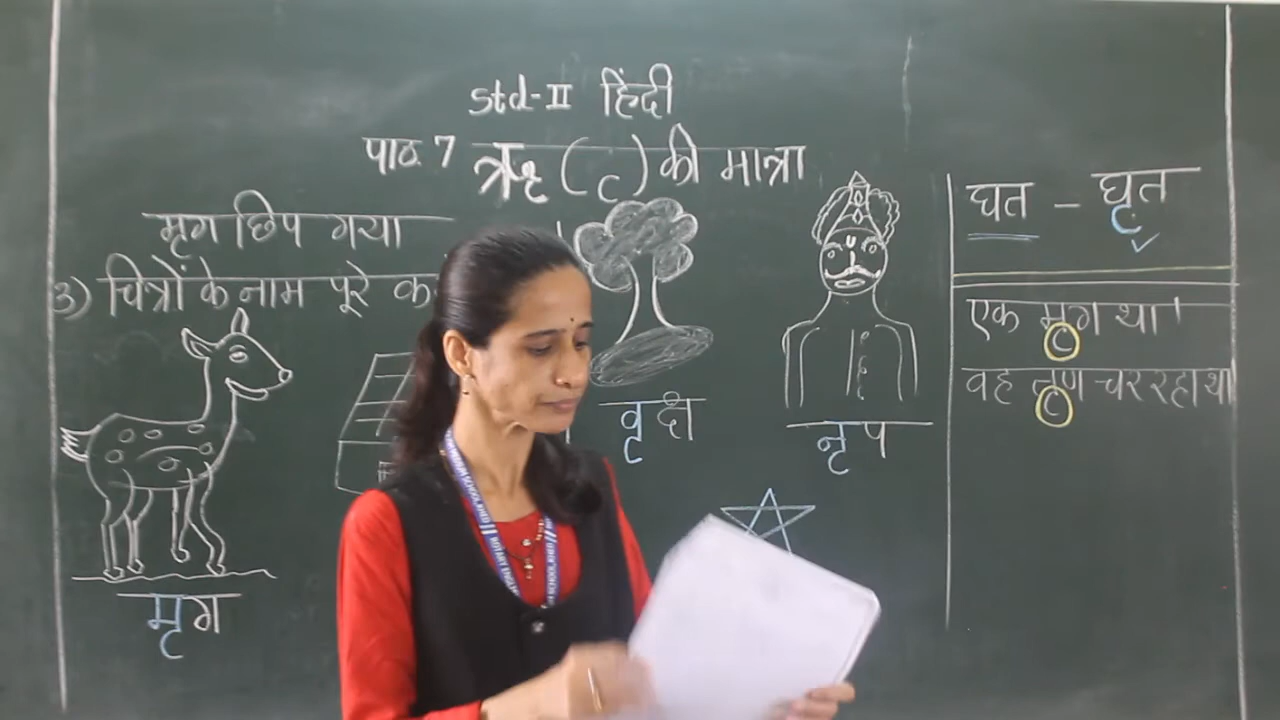 Std-II हिंदी
पाठ 7 ऋ ( ृ ) की मात्रा
मृग छिप गया
3) चित्रों के नाम पूरे
मृग
वृक्ष
नृप
घत - घृत
एक मृग था।
वह तृण चर रहा था